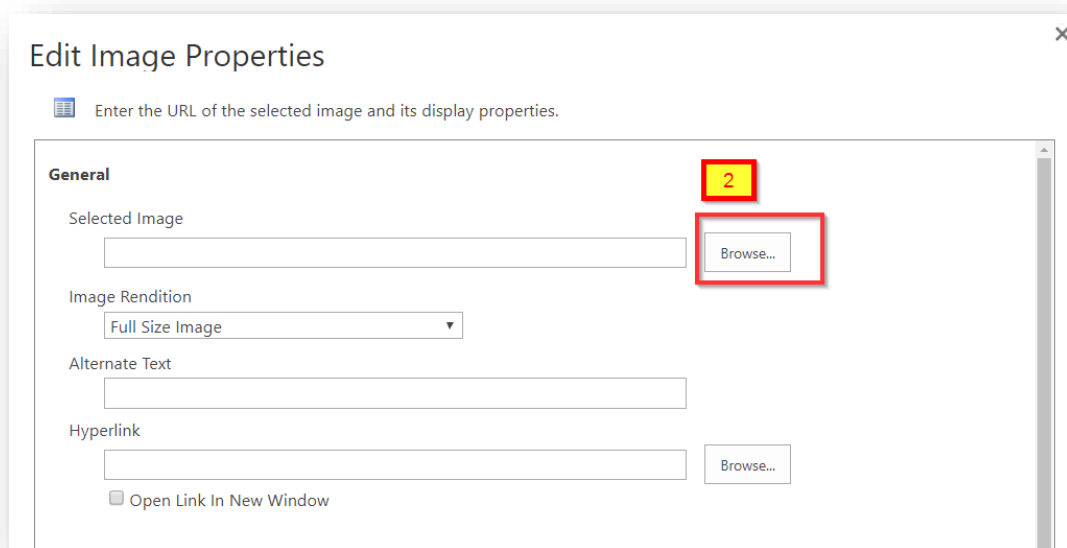 Edit Image Properties
Enter the URL of the selected image and its display properties.
General
2
Selected Image
Browse...
Image Rendition
Full Size Image
Alternate Text
Hyperlink
Browse...
Open Link In New Window